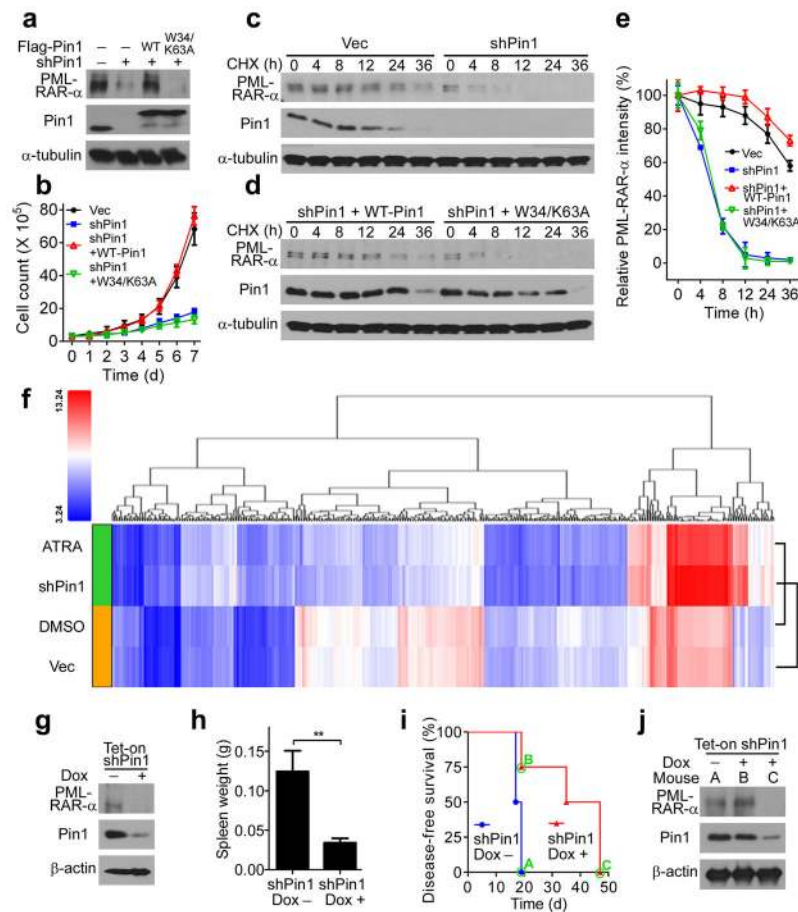 a
Flag-Pin1 – – WT W34/K63A
shPin1 – + + +
PML-RAR-α
Pin1
α-tubulin
b
Cell count (X 10⁵)
80
60
40
20
0
Vec
shPin1
shPin1
+WT-Pin1
shPin1
+W34/K63A
0 1 2 3 4 5 6 7
Time (d)
c
Vec shPin1
CHX (h) 0 4 8 12 24 36 0 4 8 12 24 36
PML-RAR-α
Pin1
α-tubulin
d
shPin1 + WT-Pin1 shPin1 + W34/K63A
CHX (h) 0 4 8 12 24 36 0 4 8 12 24 36
PML-RAR-α
Pin1
α-tubulin
e
Relative PML-RAR-α intensity (%)
100
80
60
40
20
0
Vec
shPin1
shPin1+
WT-Pin1
shPin1+
W34/K63A
0 4 8 12 24 36
Time (h)
f
13.24
3.24
ATRA
shPin1
DMSO
Vec
g
Tet-on
shPin1
Dox – +
PML-RAR-α
Pin1
β-actin
h
Spleen weight (g)
0.15
0.10
0.05
0.00
**
shPin1 shPin1
Dox – Dox +
i
Disease-free survival (%)
100
75
50
25
0
B
shPin1 shPin1
Dox – Dox +
A C
0 10 20 30 40 50
Time (d)
j
Tet-on shPin1
Dox – + +
Mouse A B C
PML-RAR-α
Pin1
β-actin